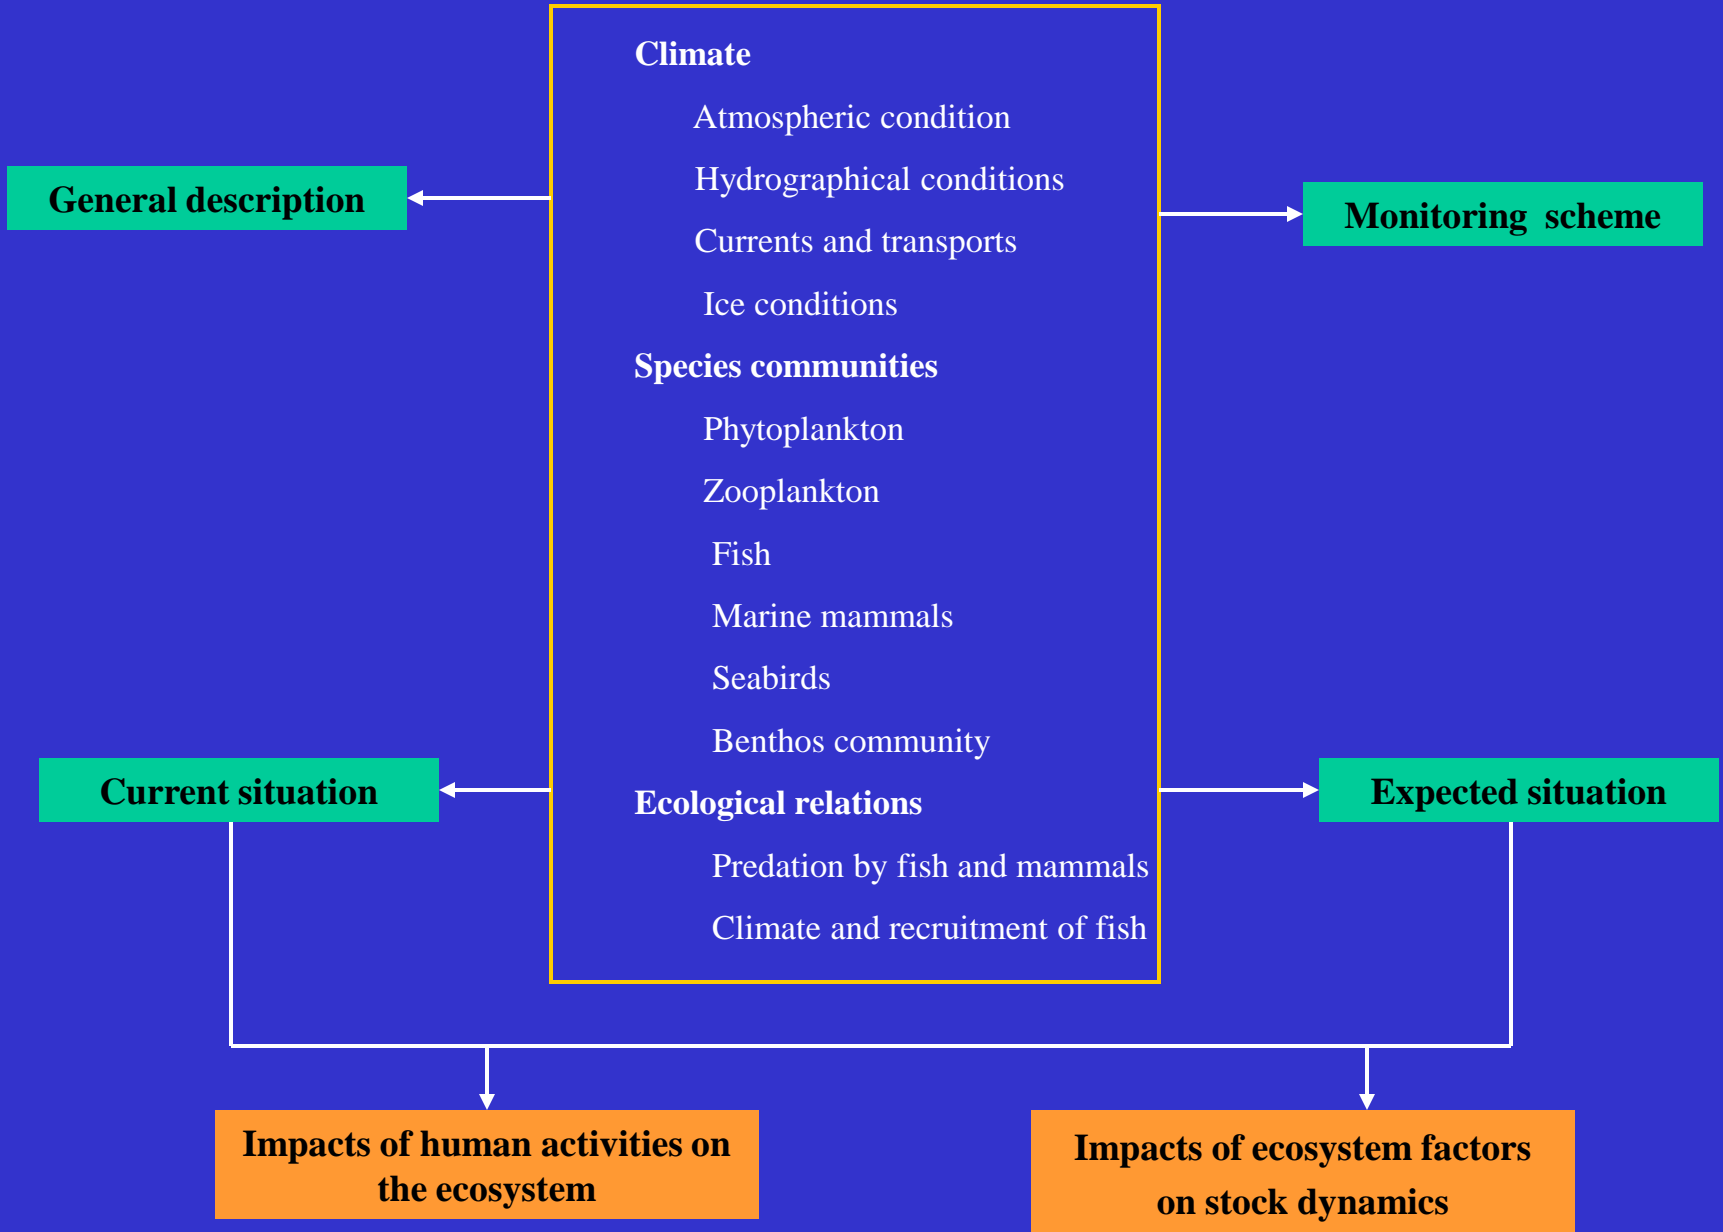 Climate
Atmospheric condition
Hydrographical conditions
Currents and transports
Ice conditions
Species communities
Phytoplankton
Zooplankton
Fish
Marine mammals
Seabirds
Benthos community
Ecological relations
Predation by fish and mammals
Climate and recruitment of fish
General description
Monitoring scheme
Current situation
Expected situation
Impacts of human activities on
the ecosystem
Impacts of ecosystem factors
on stock dynamics